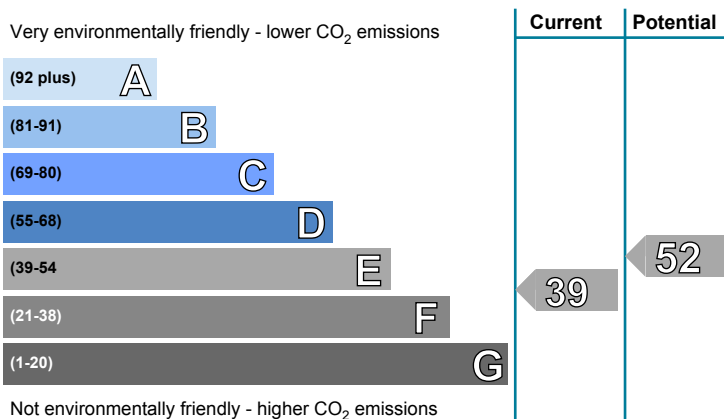 Current Potential
Very environmentally friendly - lower CO2 emissions
(92 plus) A
(81-91) B
(69-80) C
(55-68) D
(39-54 E
52
39
(21-38) F
(1-20) G
Not environmentally friendly - higher CO2 emissions